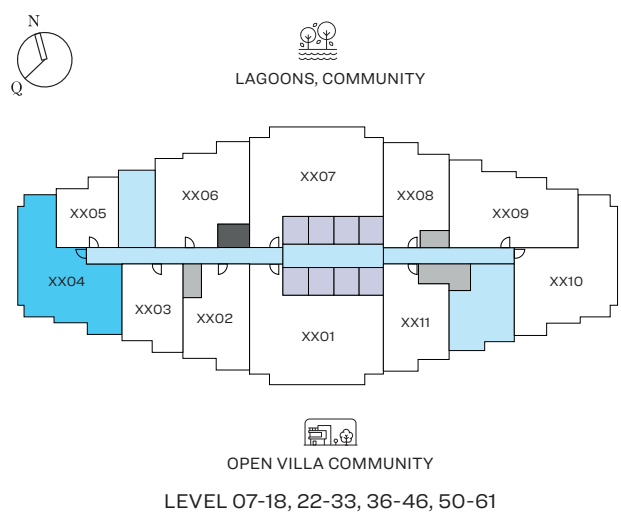 N
Q
LAGOONS, COMMUNITY
XX07
XX06
XX08
XX05
XX09
XX04
XX10
XX03
XX02
XX01
XX11
OPEN VILLA COMMUNITY
LEVEL 07-18, 22-33, 36-46, 50-61